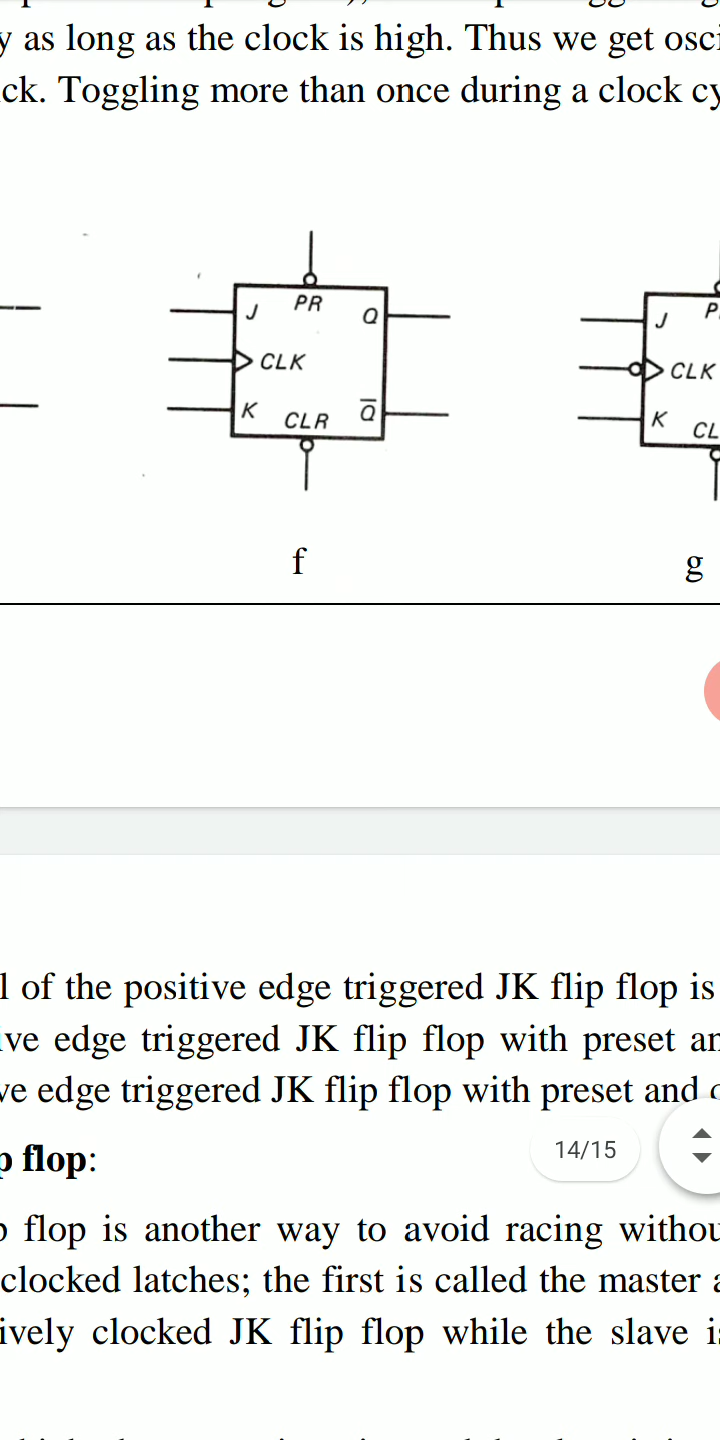 y as long as the clock is high. Thus we get osci
ck. Toggling more than once during a clock cy
J PR Q
CLK
K CLR Q̅
J P
CLK
K CL
f
g
l of the positive edge triggered JK flip flop is
ive edge triggered JK flip flop with preset an
ve edge triggered JK flip flop with preset and c
p flop:
14/15
p flop is another way to avoid racing withou
clocked latches; the first is called the master a
ively clocked JK flip flop while the slave is